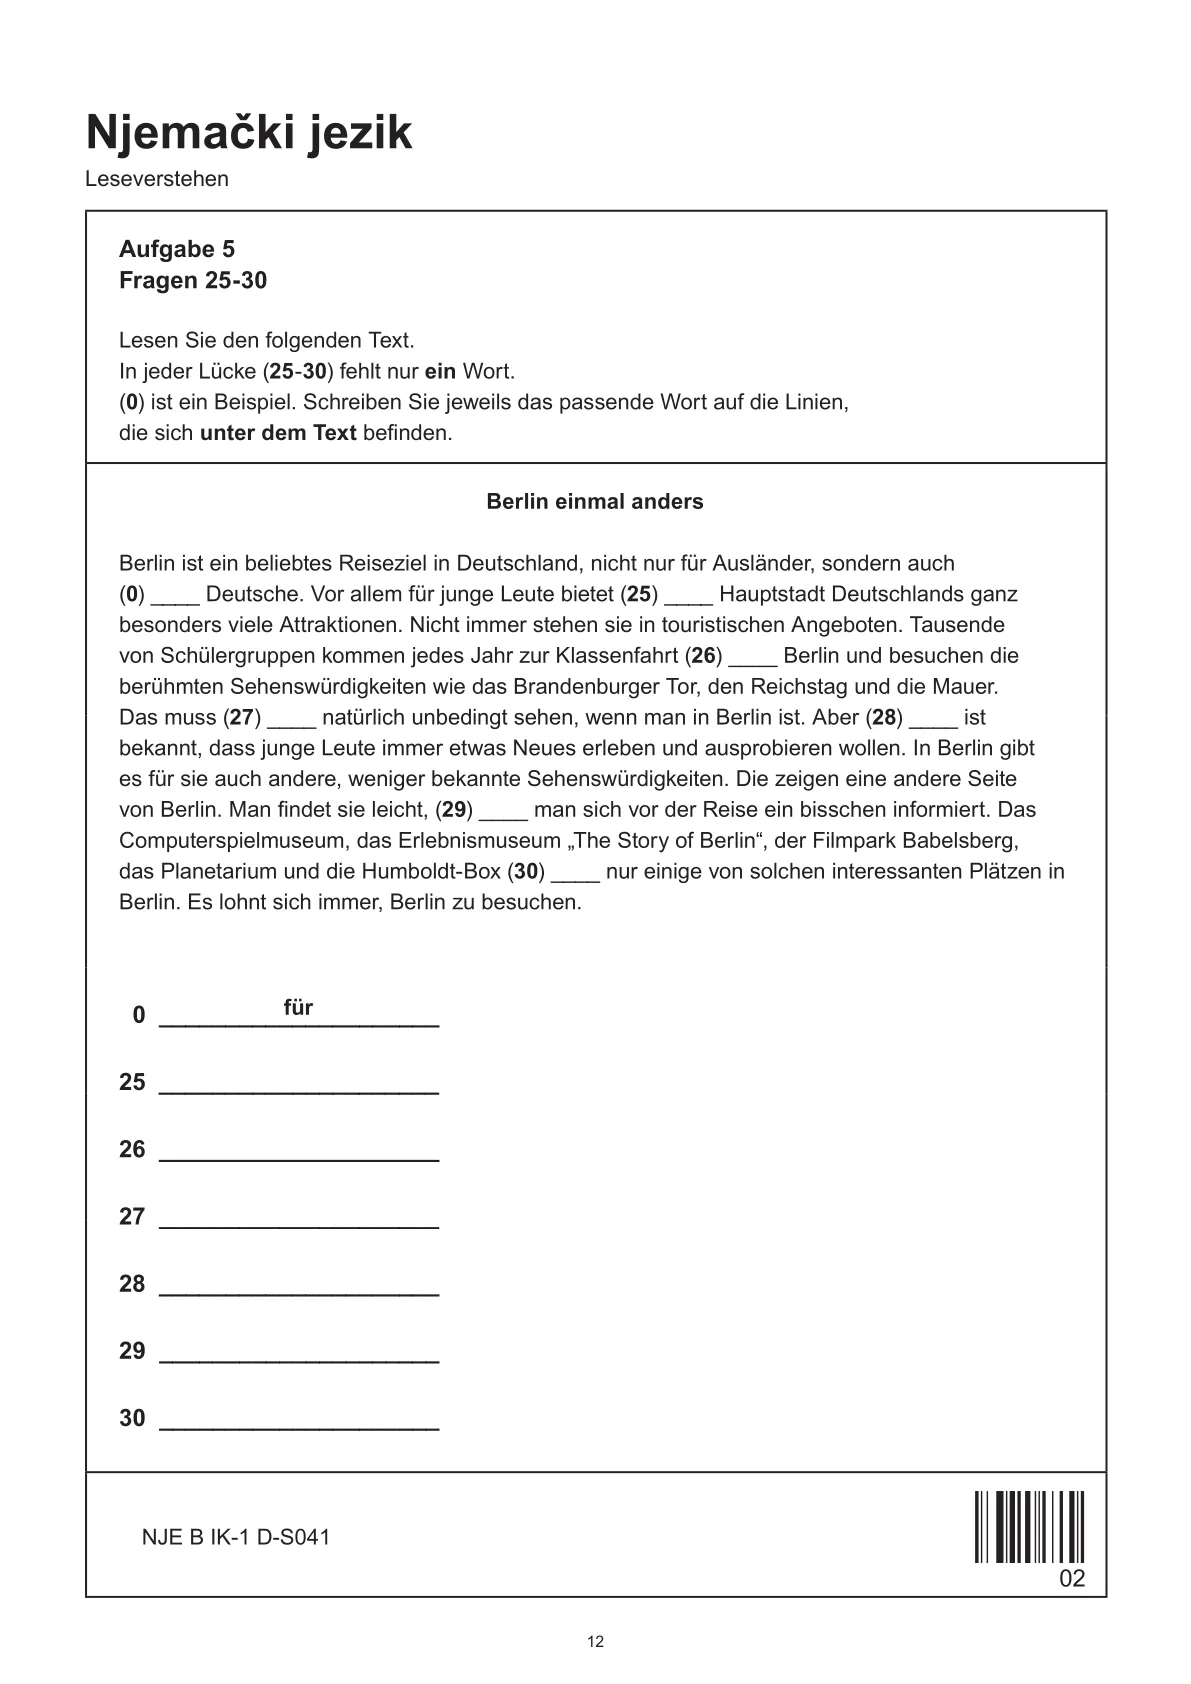 Njemački jezik
Leseverstehen
Aufgabe 5
Fragen 25-30
Lesen Sie den folgenden Text.
In jeder Lücke (25-30) fehlt nur ein Wort.
(0) ist ein Beispiel. Schreiben Sie jeweils das passende Wort auf die Linien,
die sich unter dem Text befinden.
Berlin einmal anders
Berlin ist ein beliebtes Reiseziel in Deutschland, nicht nur für Ausländer, sondern auch
(0) ____ Deutsche. Vor allem für junge Leute bietet (25) ____ Hauptstadt Deutschlands ganz
besonders viele Attraktionen. Nicht immer stehen sie in touristischen Angeboten. Tausende
von Schülergruppen kommen jedes Jahr zur Klassenfahrt (26) ____ Berlin und besuchen die
berühmten Sehenswürdigkeiten wie das Brandenburger Tor, den Reichstag und die Mauer.
Das muss (27) ____ natürlich unbedingt sehen, wenn man in Berlin ist. Aber (28) ____ ist
bekannt, dass junge Leute immer etwas Neues erleben und ausprobieren wollen. In Berlin gibt
es für sie auch andere, weniger bekannte Sehenswürdigkeiten. Die zeigen eine andere Seite
von Berlin. Man findet sie leicht, (29) ____ man sich vor der Reise ein bisschen informiert. Das
Computerspielmuseum, das Erlebnismuseum „The Story of Berlin“, der Filmpark Babelsberg,
das Planetarium und die Humboldt-Box (30) ____ nur einige von solchen interessanten Plätzen in
Berlin. Es lohnt sich immer, Berlin zu besuchen.
0 für
25 ____
26 ____
27 ____
28 ____
29 ____
30 ____
NJE B IK-1 D-S041
02
12